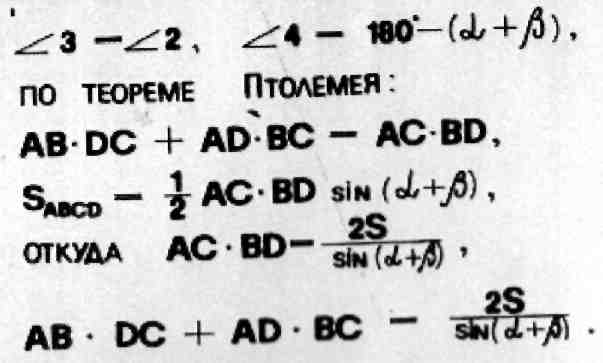 ∠3 — ∠2, ∠4 — 180° — (α + β),
ПО ТЕОРЕМЕ ПТОЛЕМЕЯ:
AB · DC + AD · BC — AC · BD,
S_ABCD — 1/2 AC · BD sin (α + β),
ОТКУДА AC · BD — 2S / sin (α + β),
AB · DC + AD · BC — 2S / sin (α + β).